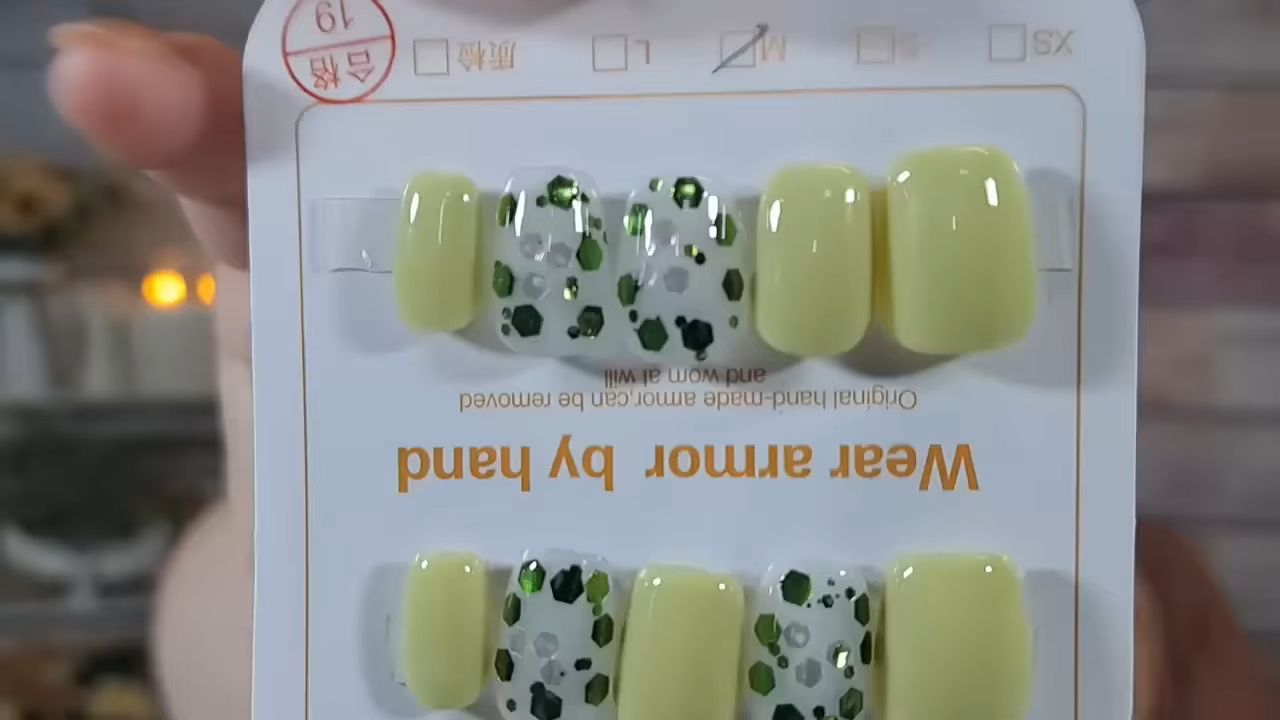 Wear armor by hand
Original hand-made armor,can be removed
and wom at will
XS S M L 质检
合格
19